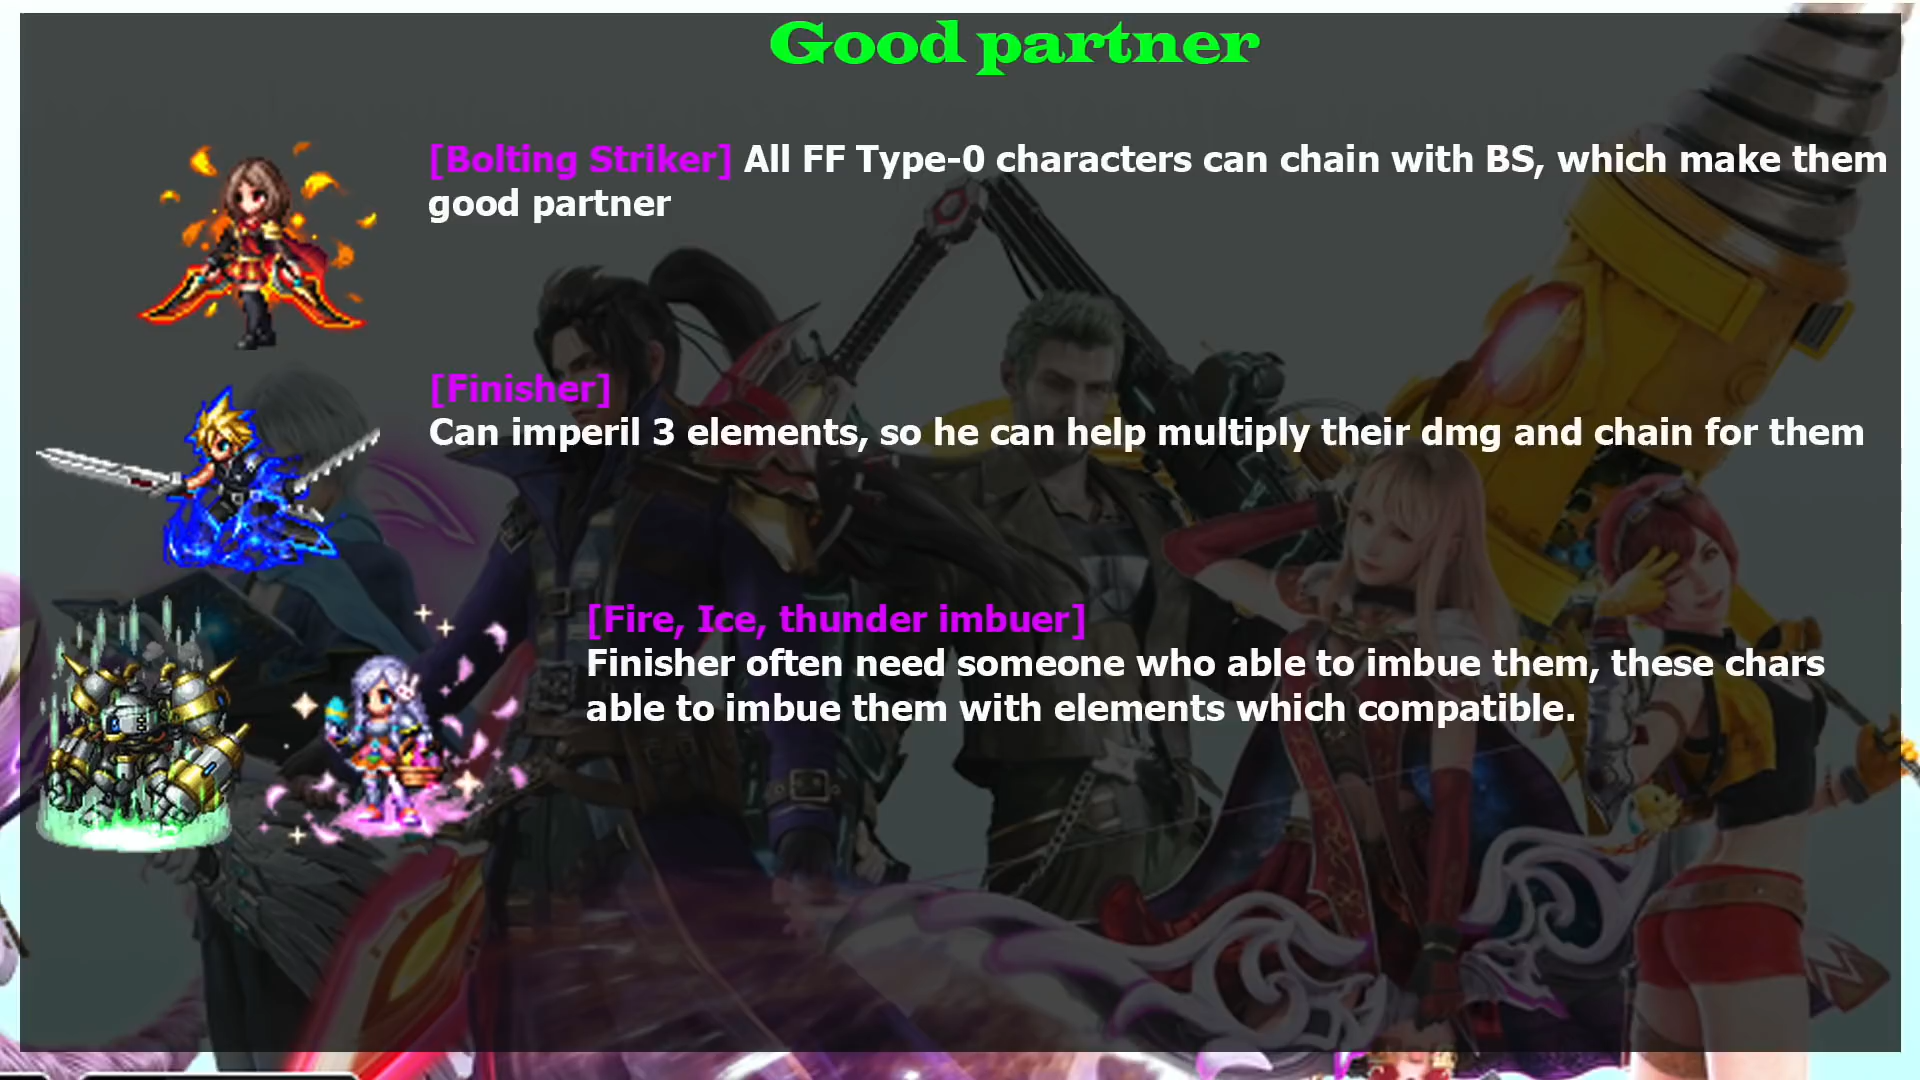 Good partner
[Bolting Striker] All FF Type-0 characters can chain with BS, which make them
good partner
[Finisher]
Can imperil 3 elements, so he can help multiply their dmg and chain for them
[Fire, Ice, thunder imbuer]
Finisher often need someone who able to imbue them, these chars
able to imbue them with elements which compatible.